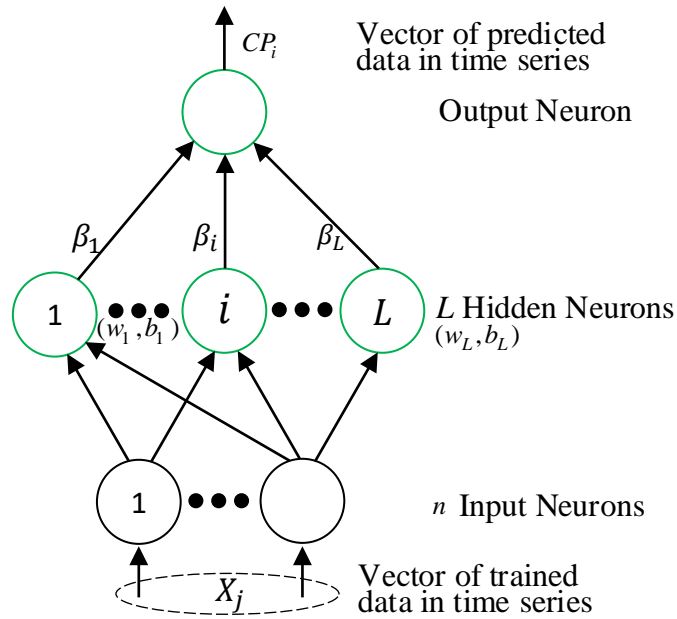 CP_i
Vector of predicted
data in time series
Output Neuron
β_1
β_i
β_L
1
i
L
L Hidden Neurons
(w_1,b_1)
(w_L,b_L)
1
n Input Neurons
X_j
Vector of trained
data in time series